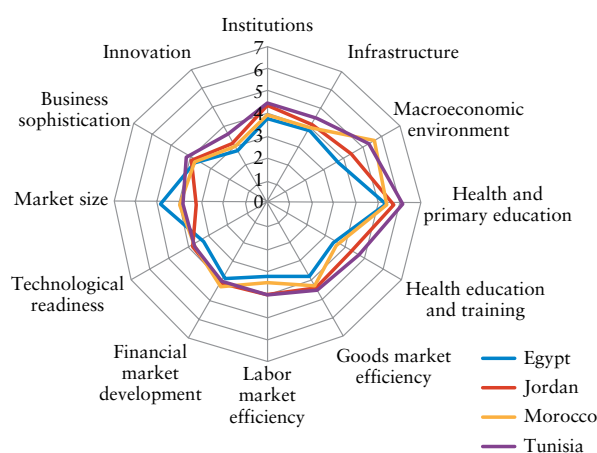 Institutions
Infrastructure
Macroeconomic
environment
Health and
primary education
Health education
and training
Goods market
efficiency
Labor
market
efficiency
Financial
market
development
Technological
readiness
Market size
Business
sophistication
Innovation
7
6
5
4
3
2
1
0
Egypt
Jordan
Morocco
Tunisia